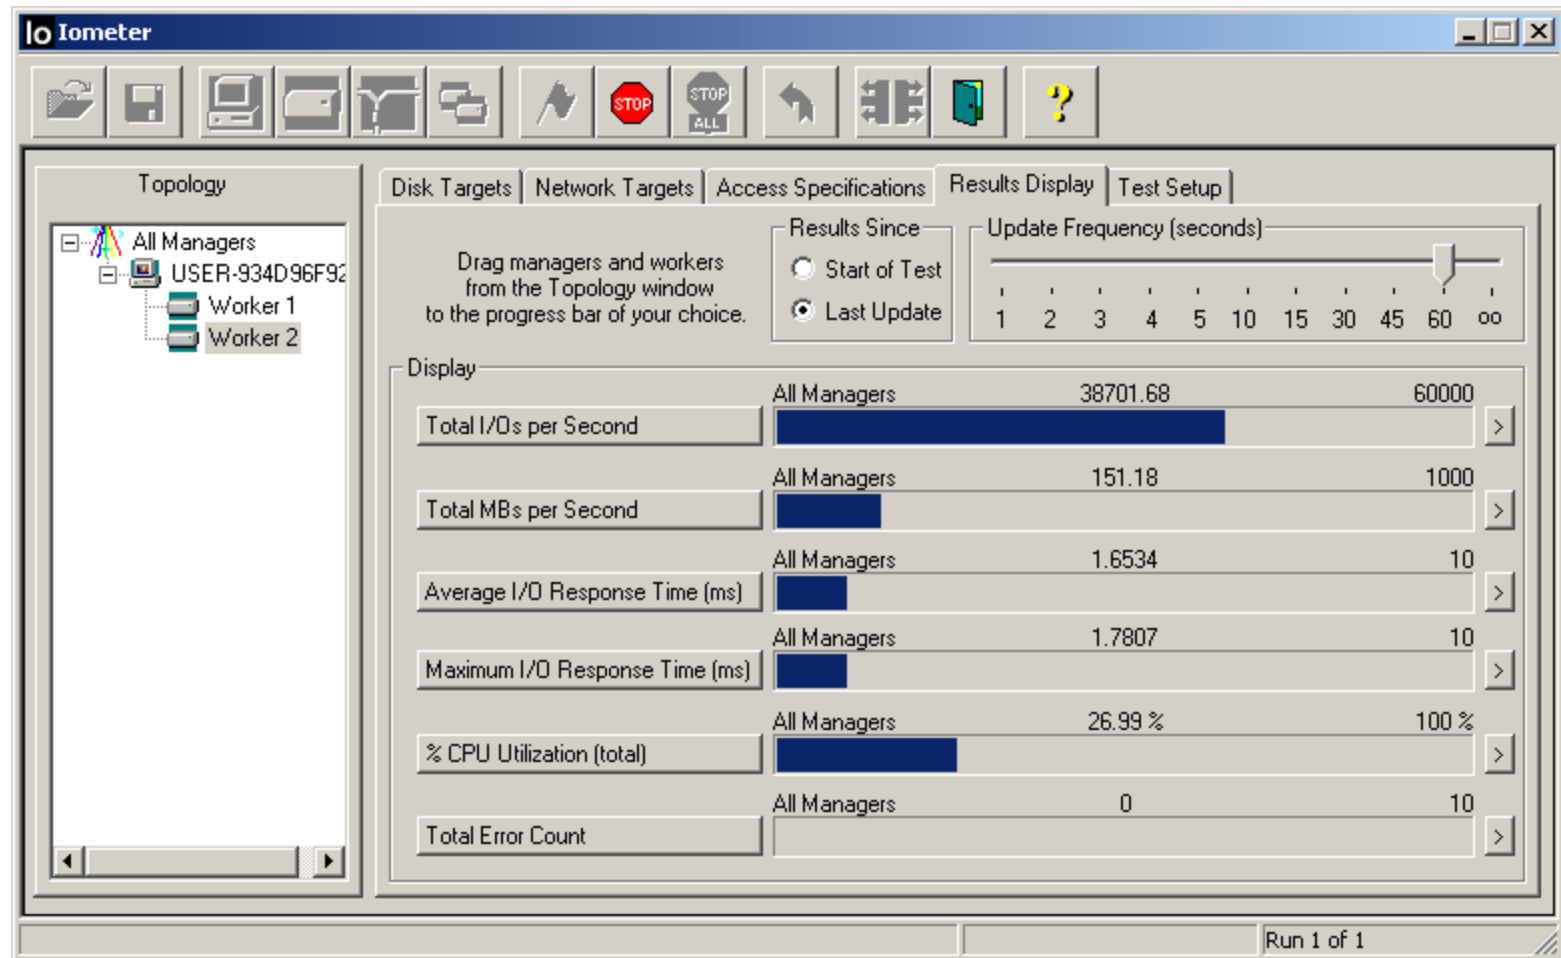 Io Iometer
STOP
STOP
ALL
?
Topology
All Managers
USER-934D96F92
Worker 1
Worker 2
Disk Targets
Network Targets
Access Specifications
Results Display
Test Setup
Drag managers and workers
from the Topology window
to the progress bar of your choice.
Results Since
Start of Test
Last Update
Update Frequency (seconds)
1 2 3 4 5 10 15 30 45 60 oo
Display
All Managers 38701.68 60000
Total I/Os per Second >
All Managers 151.18 1000
Total MBs per Second >
All Managers 1.6534 10
Average I/O Response Time (ms) >
All Managers 1.7807 10
Maximum I/O Response Time (ms) >
All Managers 26.99 % 100 %
% CPU Utilization (total) >
All Managers 0 10
Total Error Count >
Run 1 of 1